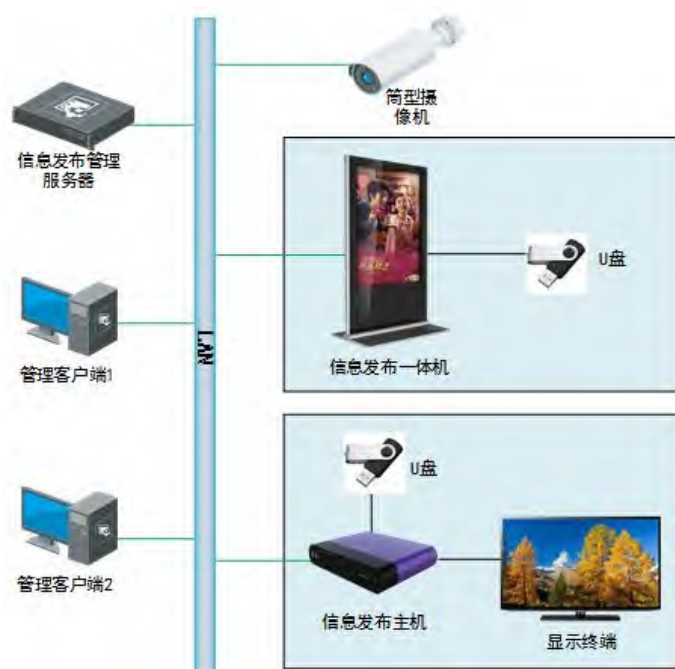 筒型摄
像机
信息发布管理
服务器
U盘
LAN
信息发布一体机
管理客户端1
U盘
管理客户端2
信息发布主机
显示终端